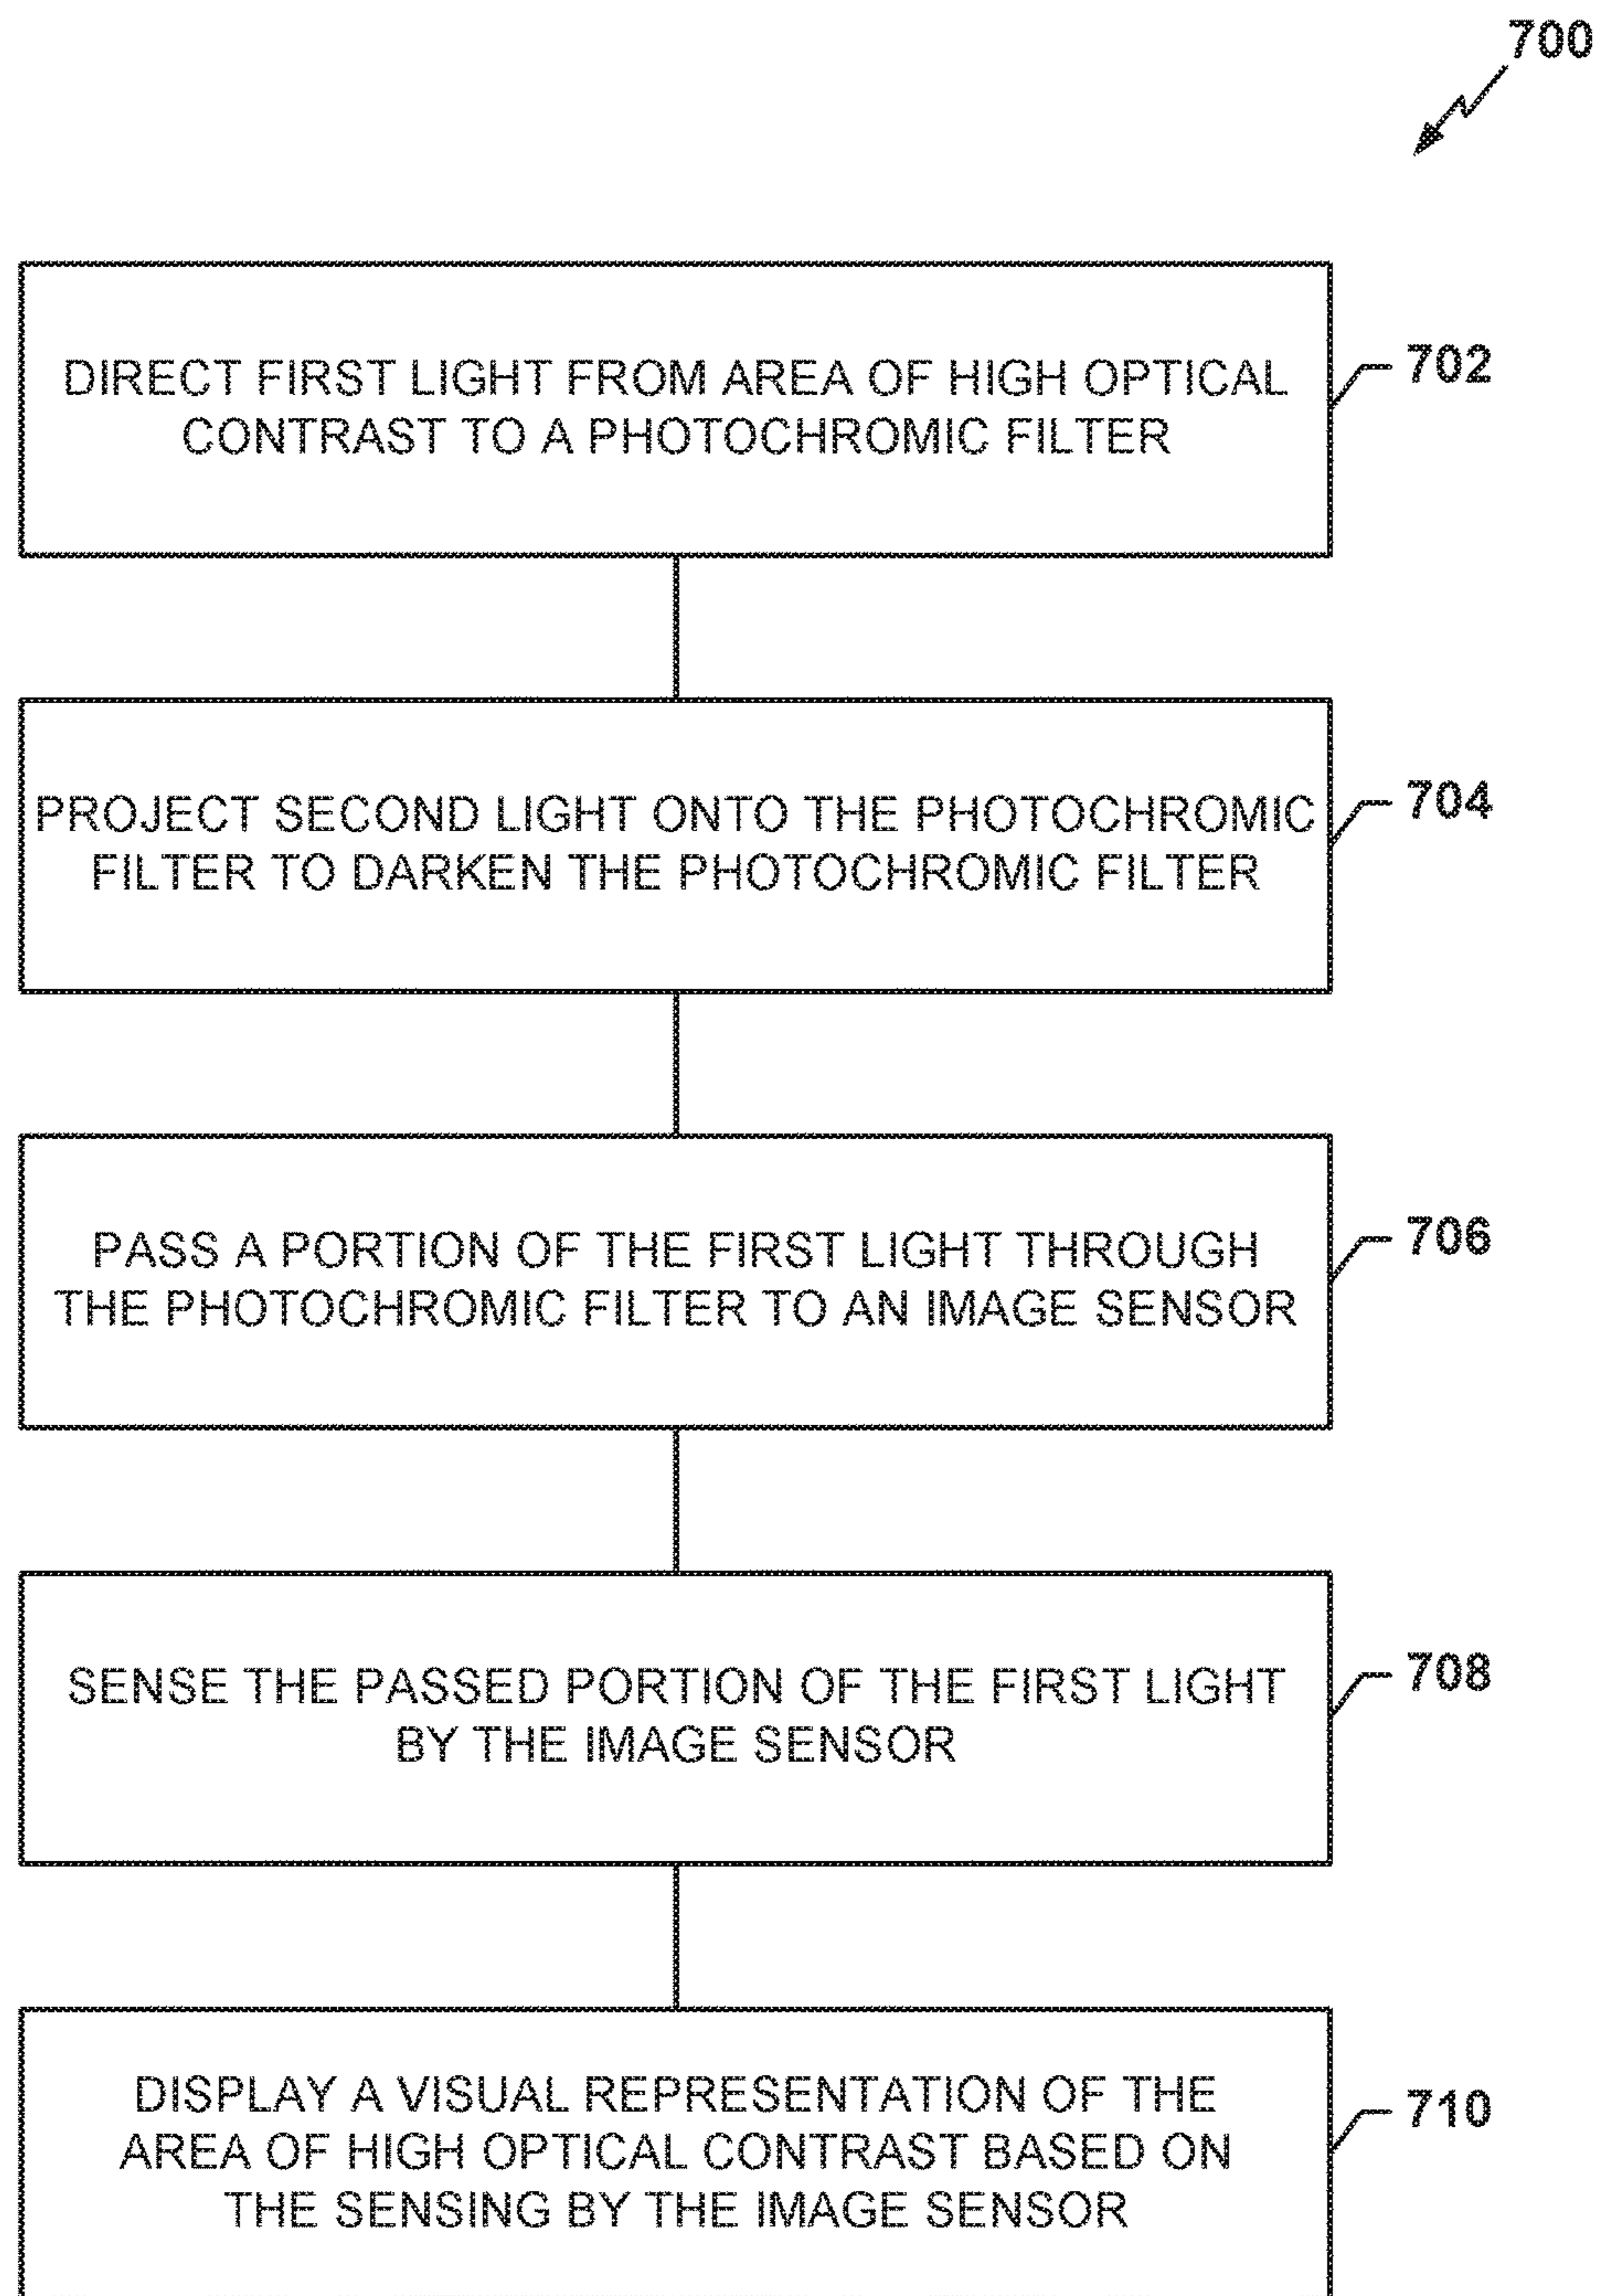 700
DIRECT FIRST LIGHT FROM AREA OF HIGH OPTICAL
CONTRAST TO A PHOTOCHROMIC FILTER
702
PROJECT SECOND LIGHT ONTO THE PHOTOCHROMIC
FILTER TO DARKEN THE PHOTOCHROMIC FILTER
704
PASS A PORTION OF THE FIRST LIGHT THROUGH
THE PHOTOCHROMIC FILTER TO AN IMAGE SENSOR
706
SENSE THE PASSED PORTION OF THE FIRST LIGHT
BY THE IMAGE SENSOR
708
DISPLAY A VISUAL REPRESENTATION OF THE
AREA OF HIGH OPTICAL CONTRAST BASED ON
THE SENSING BY THE IMAGE SENSOR
710